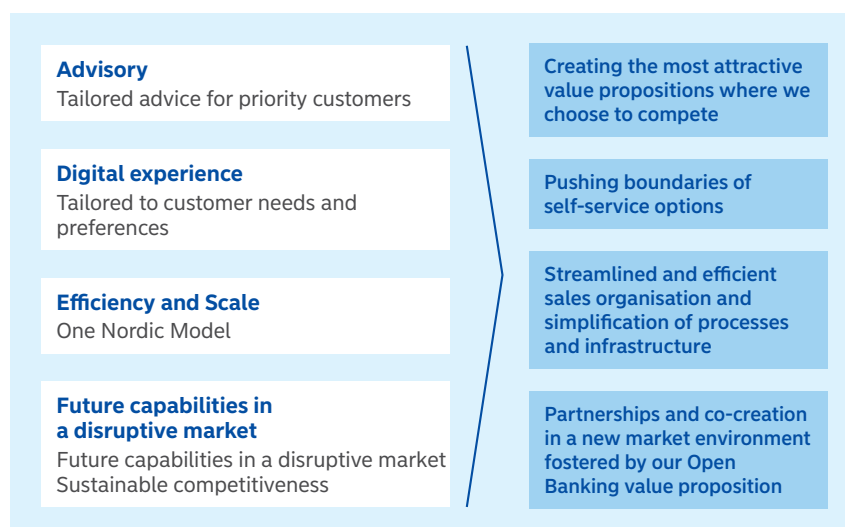 Advisory
Tailored advice for priority customers
Digital experience
Tailored to customer needs and
preferences
Efficiency and Scale
One Nordic Model
Future capabilities in
a disruptive market
Future capabilities in a disruptive market
Sustainable competitiveness
Creating the most attractive
value propositions where we
choose to compete
Pushing boundaries of
self-service options
Streamlined and efficient
sales organisation and
simplification of processes
and infrastructure
Partnerships and co-creation
in a new market environment
fostered by our Open
Banking value proposition